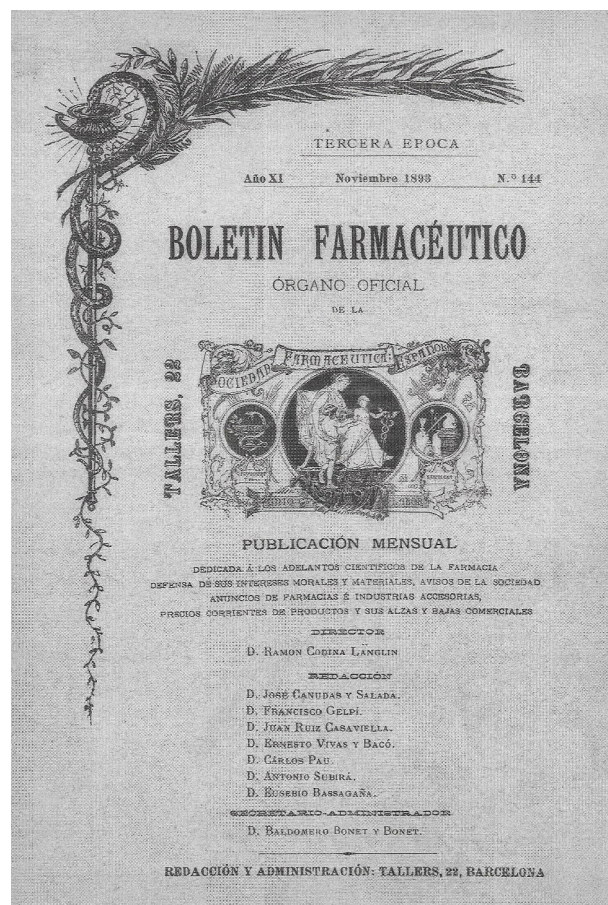 TERCERA EPOCA
Año XI Noviembre 1893 N.º 144
BOLETIN FARMACÉUTICO
ÓRGANO OFICIAL
DE LA
SOCIEDAD FARMACEUTICA ESPAÑOLA
TALLERS, 22
BARCELONA
PUBLICACIÓN MENSUAL
DEDICADA Á LOS ADELANTOS CIENTIFICOS DE LA FARMACIA
DEFENSA DE SUS INTERESES MORALES Y MATERIALES, AVISOS DE LA SOCIEDAD
ANUNCIOS DE FARMACIAS É INDUSTRIAS ACCESORIAS,
PRECIOS CORRIENTES DE PRODUCTOS Y SUS ALZAS Y BAJAS COMERCIALES
DIRECTOR
D. RAMON CODINA LÄNGLIN
REDACCIÓN
D. JOSÉ CANUDAS Y SALADA.
D. FRANCISCO GELPÍ.
D. JUAN RUIZ CASAVIELLA.
D. ERNESTO VIVAS Y BACÓ.
D. CÁRLOS PAU.
D. ANTONIO SUBIRÁ.
D. EUSEBIO BASSAGAÑA.
SECRETARIO-ADMINISTRADOR
D. BALDOMERO BONET Y BONET.
REDACCIÓN Y ADMINISTRACIÓN: TALLERS, 22, BARCELONA